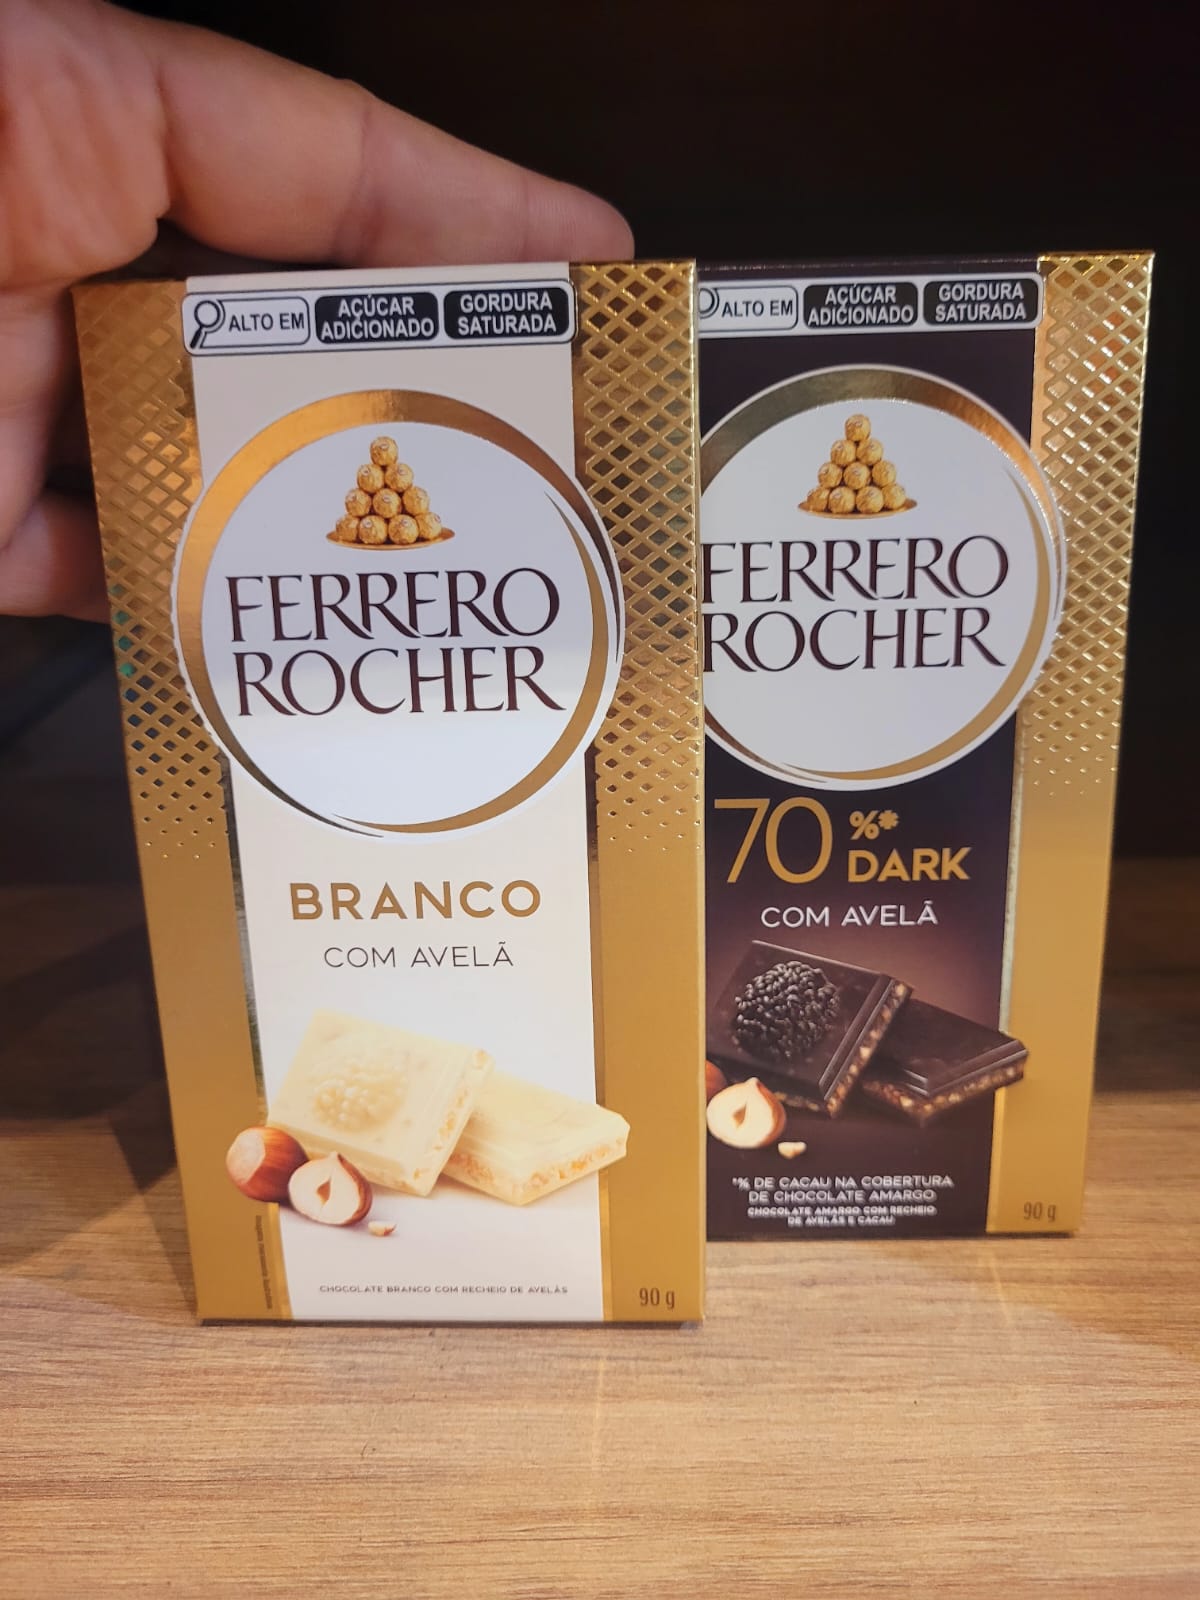 ALTO EM
AÇÚCAR
ADICIONADO
GORDURA
SATURADA
FERRERO
ROCHER
BRANCO
COM AVELÃ
CHOCOLATE BRANCO COM RECHEIO DE AVELÃS
90 g
ALTO EM
AÇÚCAR
ADICIONADO
GORDURA
SATURADA
FERRERO
ROCHER
70 %*
DARK
COM AVELÃ
*% DE CACAU NA COBERTURA
DE CHOCOLATE AMARGO
CHOCOLATE AMARGO COM RECHEIO
DE AVELÃS E CACAU
90 g